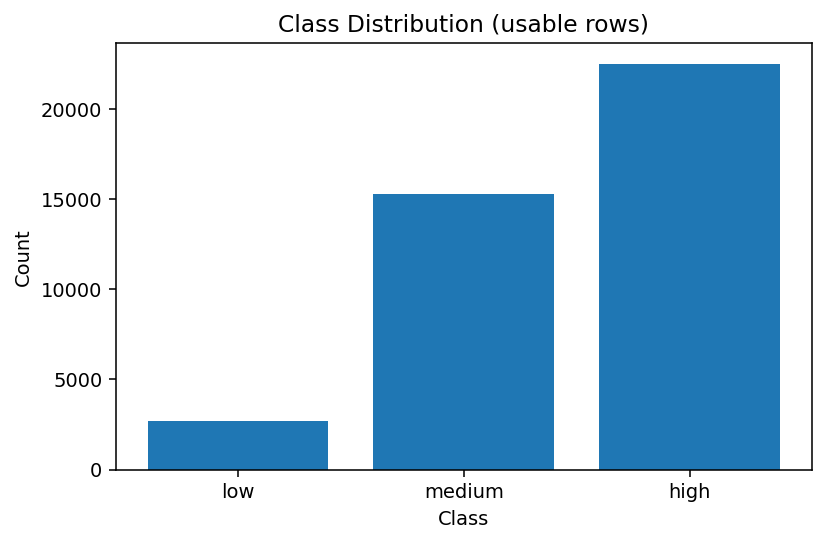 Class Distribution (usable rows)
20000
15000
10000
5000
0
Count
low medium high
Class